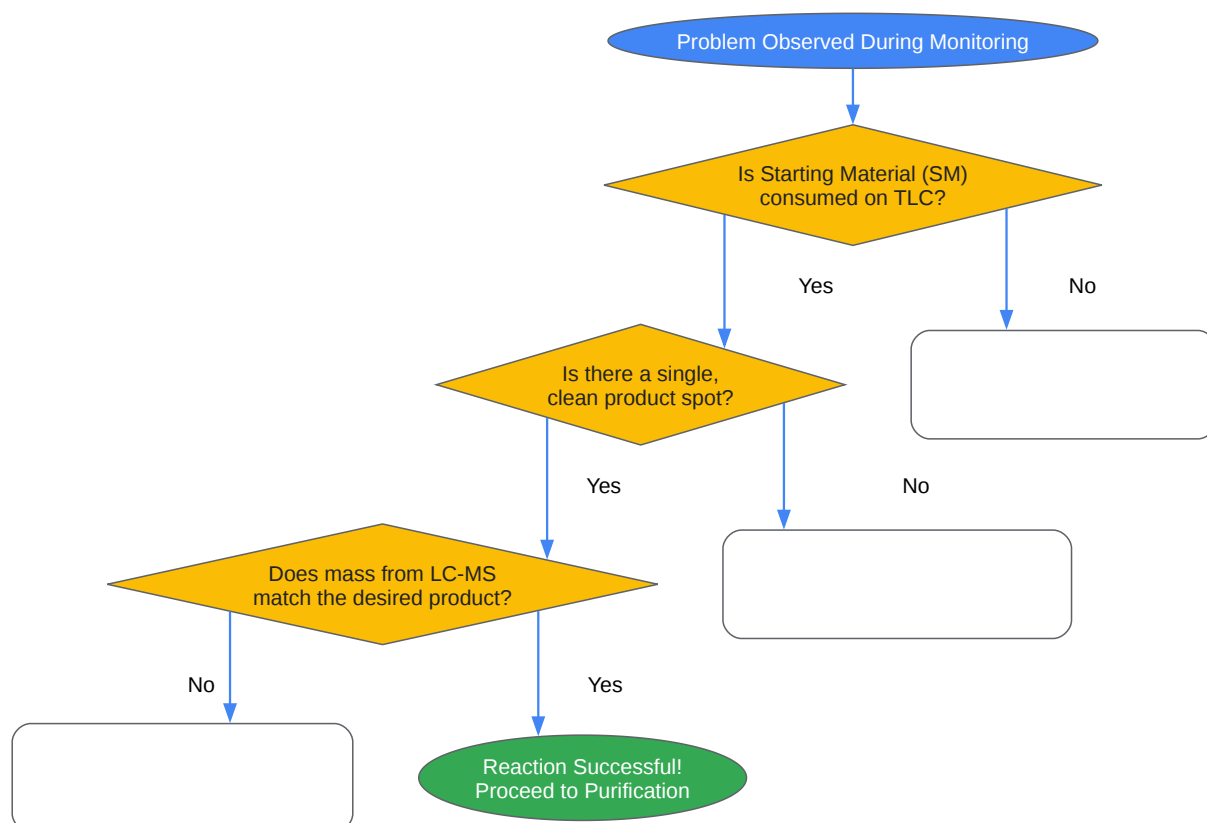 Problem Observed During Monitoring
Is Starting Material (SM)
consumed on TLC?
Yes
No
Is there a single,
clean product spot?
Yes
No
Does mass from LC-MS
match the desired product?
No
Yes
Reaction Successful!
Proceed to Purification